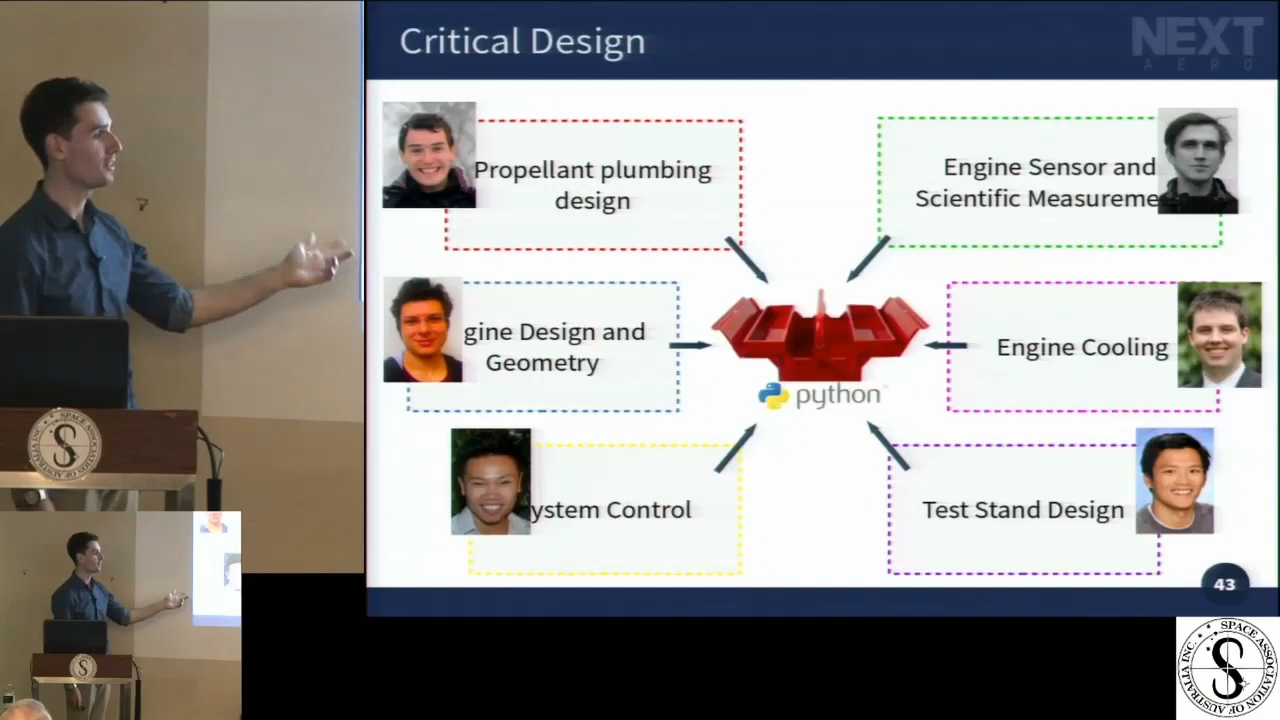 Critical Design
NEXT
AERO
Propellant plumbing
design
Engine Sensor and
Scientific Measureme
gine Design and
Geometry
Engine Cooling
python
ystem Control
Test Stand Design
43
SPACE ASSOCIATION
OF AUSTRALIA INC.
S
SPACE ASSOCIATION
OF AUSTRALIA INC.
S